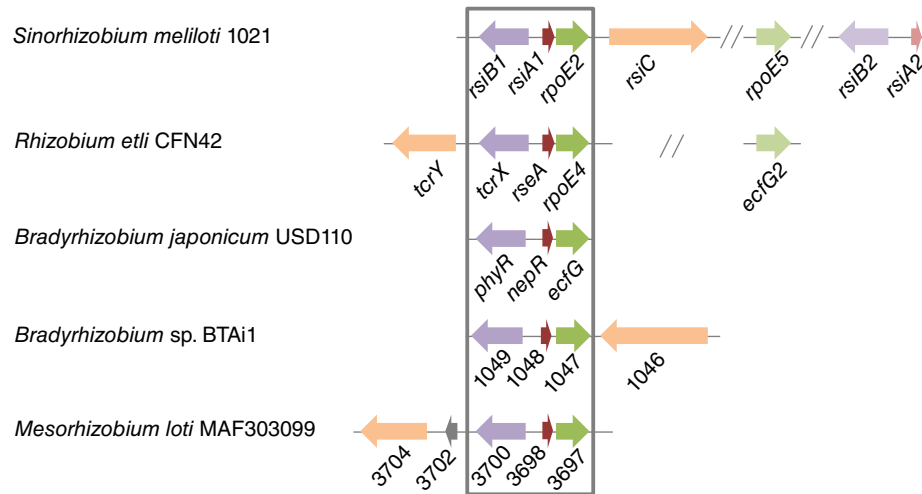 Sinorhizobium meliloti 1021
rsiB1 rsiA1 rpoE2 rsiC rpoE5 rsiB2 rsiA2
Rhizobium etli CFN42
tcrY tcrX rseA rpoE4 ecfG2
Bradyrhizobium japonicum USD110
phyR nepR ecfG
Bradyrhizobium sp. BTAi1
1049 1048 1047 1046
Mesorhizobium loti MAF303099
3704 3702 3700 3698 3697